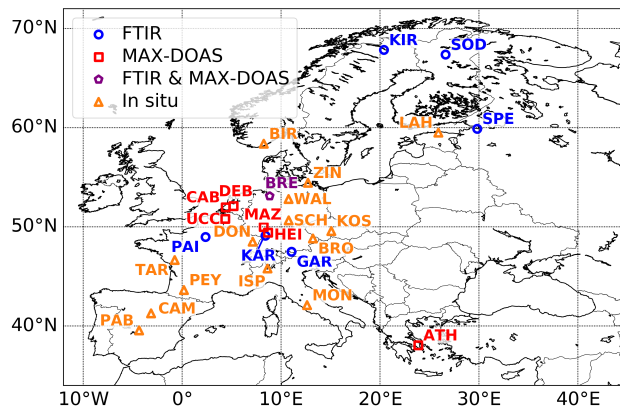 70°N
60°N
50°N
40°N
FTIR
MAX-DOAS
FTIR & MAX-DOAS
In situ
KIR
SOD
SPE
LAH
BIR
ZIN
BRE
WAL
CAB
DEB
UCC
MAZ
SCH
KOS
DON
HEI
BRO
PAI
KAR
GAR
TAR
ISP
PEY
MON
CAM
PAB
ATH
10°W
0°
10°E
20°E
30°E
40°E